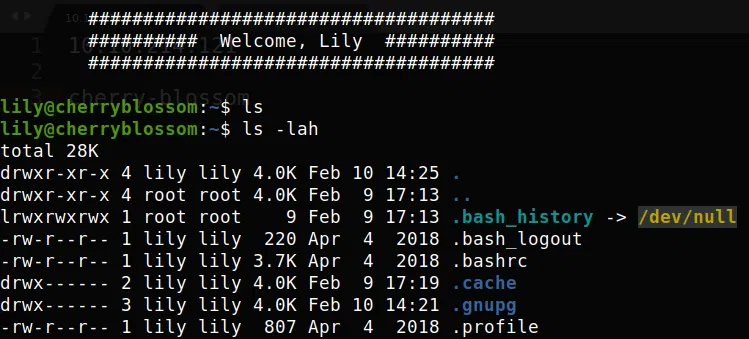 #####################################
########## Welcome, Lily ##########
#####################################
cherry-blossom
lily@cherryblossom:~$ ls
lily@cherryblossom:~$ ls -lah
total 28K
drwxr-xr-x 4 lily lily 4.0K Feb 10 14:25 .
drwxr-xr-x 4 root root 4.0K Feb  9 17:13 ..
lrwxrwxrwx 1 root root    9 Feb  9 17:13 .bash_history -> /dev/null
-rw-r--r-- 1 lily lily  220 Apr  4  2018 .bash_logout
-rw-r--r-- 1 lily lily 3.7K Apr  4  2018 .bashrc
drwx------ 2 lily lily 4.0K Feb  9 17:19 .cache
drwx------ 3 lily lily 4.0K Feb 10 14:21 .gnupg
-rw-r--r-- 1 lily lily  807 Apr  4  2018 .profile